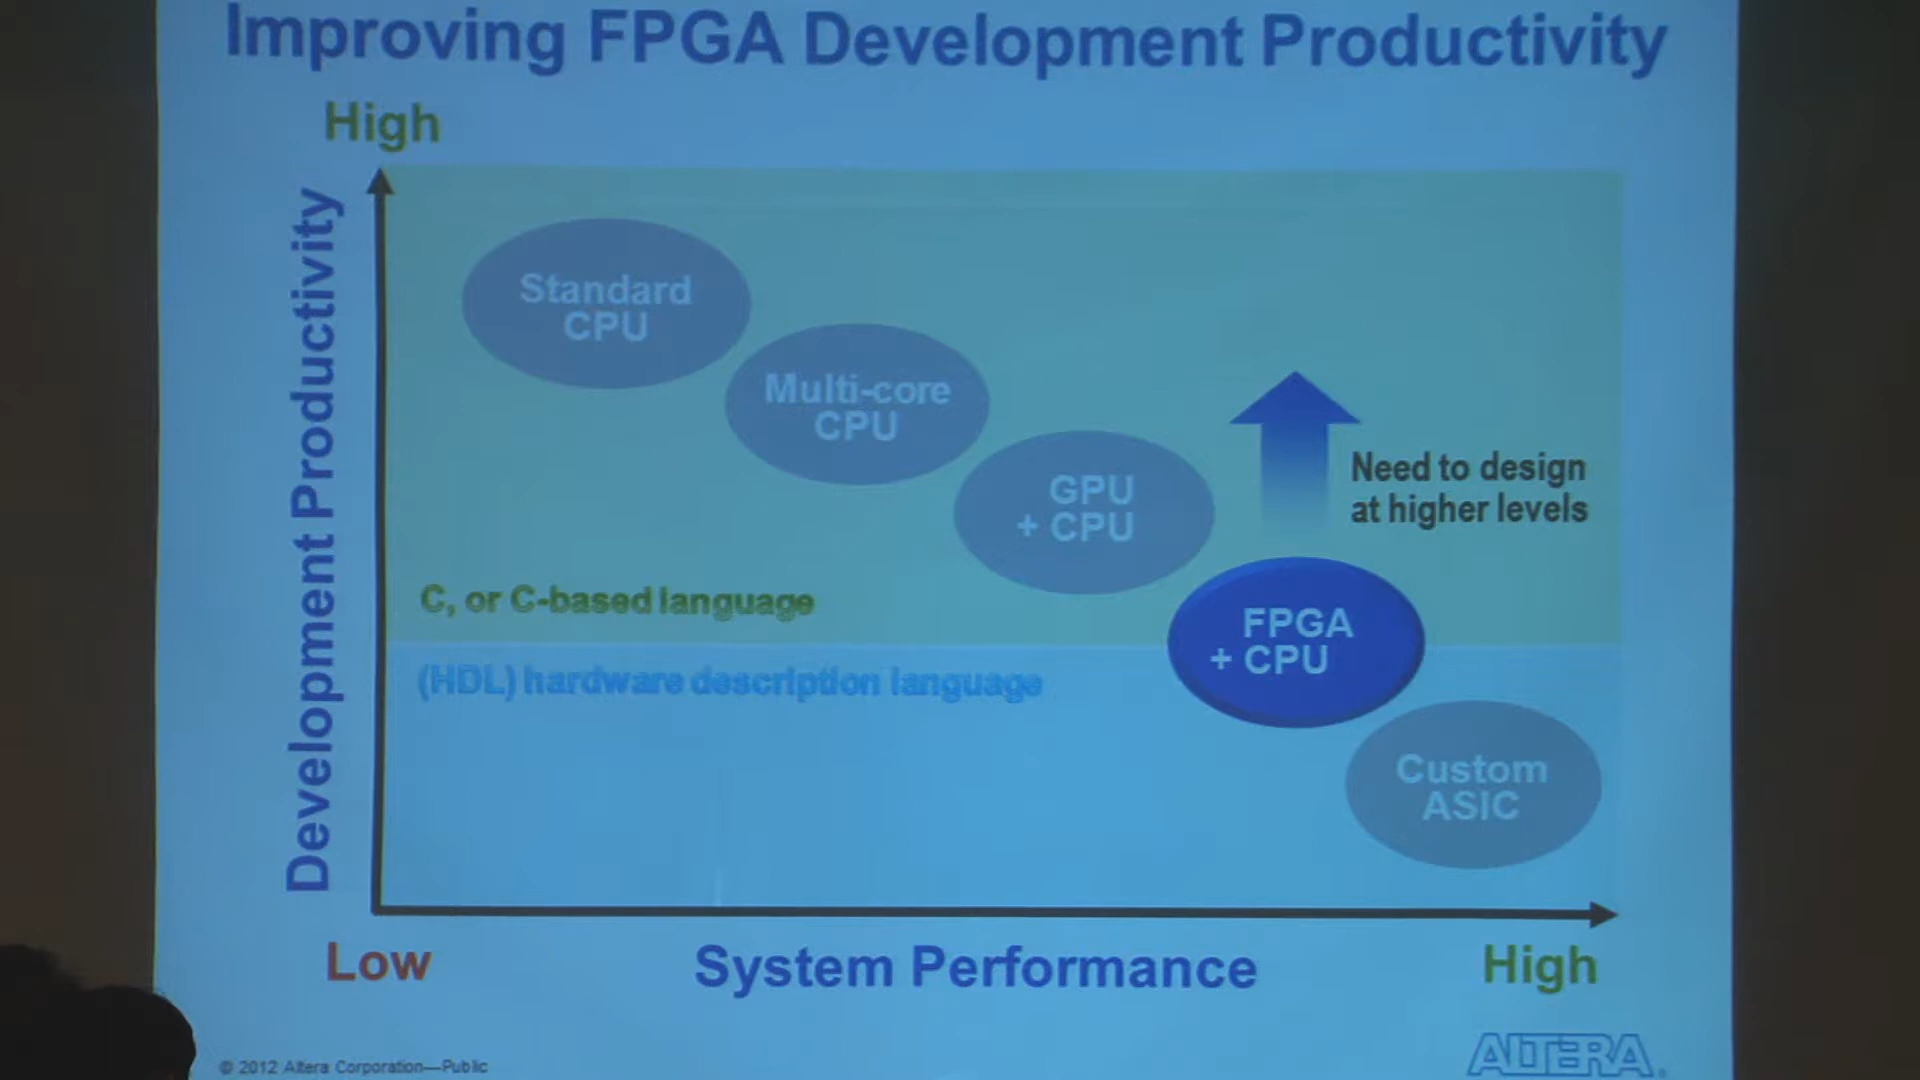 Improving FPGA Development Productivity
High
Development Productivity
Standard
CPU
Multi-core
CPU
GPU
+ CPU
Need to design
at higher levels
C, or C-based language
FPGA
+ CPU
(HDL) hardware description language
Custom
ASIC
Low
System Performance
High
© 2012 Altera Corporation—Public
ALTERA